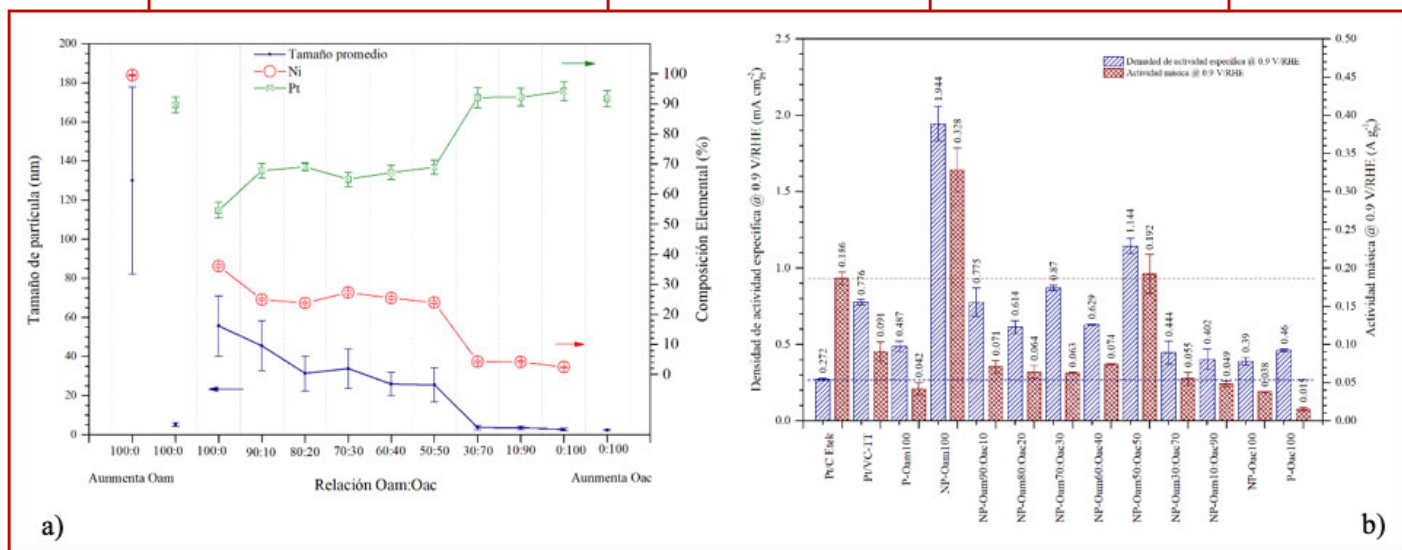 Tamaño promedio
Ni
Pt
Tamaño de partícula (nm)
200
180
160
140
120
100
80
60
40
20
0
100
90
80
70
60
50
40
30
20
10
0
Composición Elemental (%)
100:0
100:0
100:0
90:10
80:20
70:30
60:40
50:50
30:70
10:90
0:100
0:100
Aunmenta Oam
Relación Oam:Oac
Aunmenta Oac
a)
Densidad de actividad específica @ 0.9 V/RHE
Actividad másica @ 0.9 V/RHE
Densidad de actividad específica @ 0.9 V/RHE (mA cm⁻²Pt)
2.5
2.0
1.5
1.0
0.5
0.0
0.272
0.186
0.776
0.091
0.487
0.042
1.944
0.328
0.775
0.071
0.614
0.064
0.87
0.063
0.629
0.074
1.144
0.192
0.444
0.055
0.402
0.049
0.39
0.038
0.46
0.015
0.50
0.45
0.40
0.35
0.30
0.25
0.20
0.15
0.10
0.05
0.00
Actividad másica @ 0.9 V/RHE (A gPt⁻¹)
Pt/C Etek
Pt/VC-1T
P-Oam100
NP-Oam100
NP-Oam90:Oac10
NP-Oam80:Oac20
NP-Oam70:Oac30
NP-Oam60:Oac40
NP-Oam50:Oac50
NP-Oam30:Oac70
NP-Oam10:Oac90
NP-Oac100
P-Oac100
b)